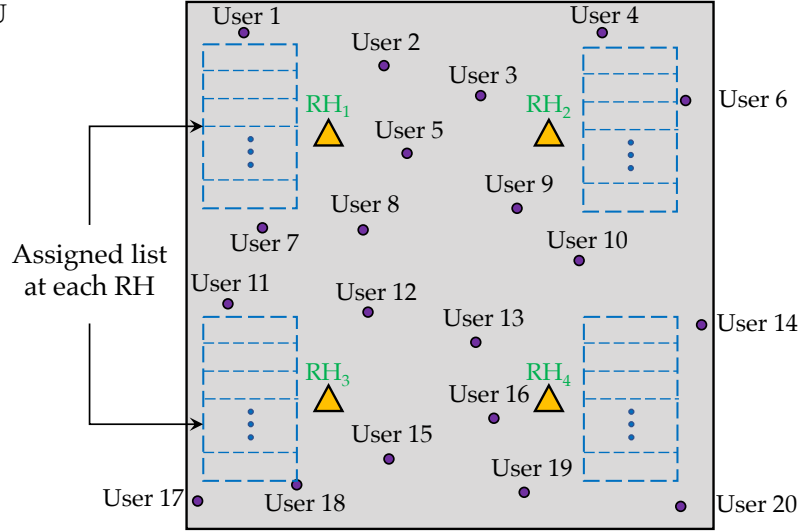 U
User 1
User 4
User 2
User 3
User 6
RH1
RH2
User 5
User 9
User 8
User 7
User 10
Assigned list
at each RH
User 11
User 12
User 13
User 14
RH3
RH4
User 16
User 15
User 19
User 17
User 18
User 20